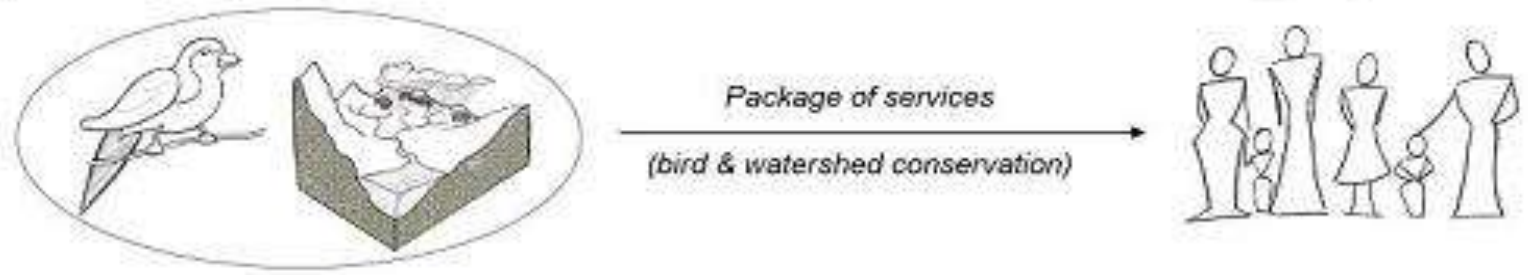 Package of services
(bird & watershed conservation)